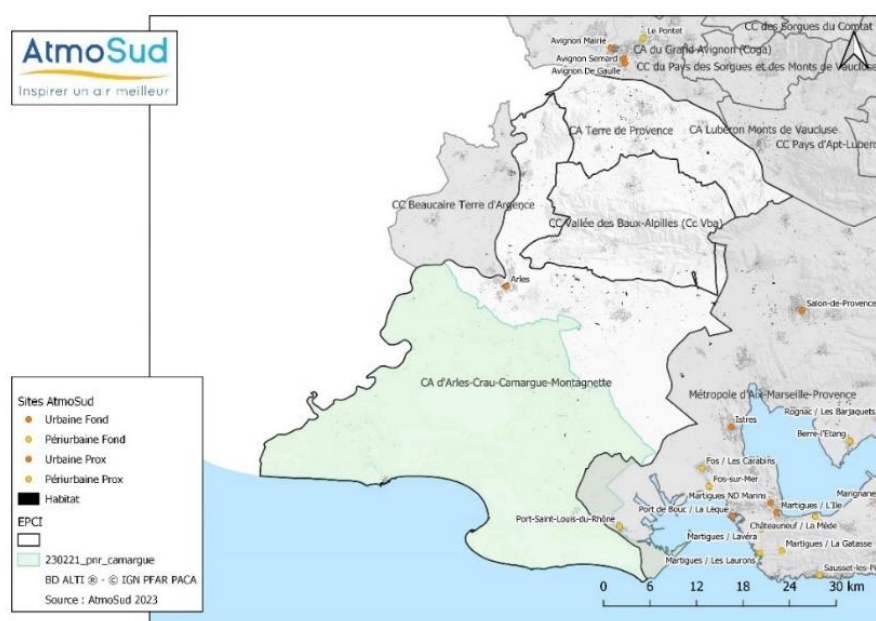 AtmoSud
Inspirer un air meilleur
CC des Sorgues du Comtat
Le Pontet
Avignon Mairie
CA du Grand Avignon (Coga)
Avignon Semard
CC du Pays des Sorgues et des Monts de Vaucluse
Avignon De Gaulle
CA Terre de Provence
CA Luberon Monts de Vaucluse
CC Pays d'Apt-Luberon
CC Beaucaire Terre d'Argence
CC Vallée des Baux-Alpilles (Cc Vba)
Arles
Salon-de-Provence
CA d'Arles-Crau-Camargue-Montagnette
Métropole d'Aix-Marseille-Provence
Rognac / Les Barjaquets
Istres
Berre-l'Etang
Fos / Les Carabins
Fos-sur-Mer
Marignane
Martigues ND Marins
Martigues / L'Ile
Port de Bouc / La Lèque
Port-Saint-Louis-du-Rhône
Châteauneuf / La Mède
Martigues / Lavéra
Martigues / La Gatasse
Martigues / Les Laurons
Sausset-les-Pi
0 6 12 18 24 30 km
Sites AtmoSud
Urbaine Fond
Périurbaine Fond
Urbaine Prox
Périurbaine Prox
Habitat
EPCI
230221_pnr_camargue
BD ALTI ® - © IGN PFAR PACA
Source : AtmoSud 2023